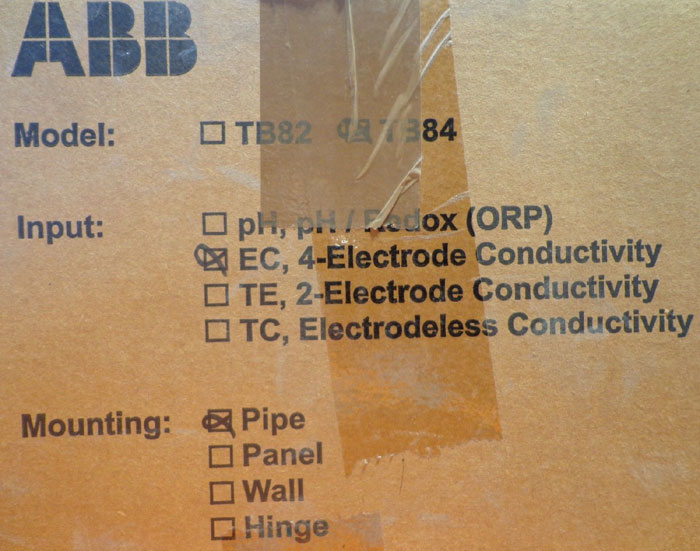 ABB
Model: ☐ TB82 ☒ TB84
Input: ☐ pH, pH / Redox (ORP)
☒ EC, 4-Electrode Conductivity
☐ TE, 2-Electrode Conductivity
☐ TC, Electrodeless Conductivity
Mounting: ☒ Pipe
☐ Panel
☐ Wall
☐ Hinge